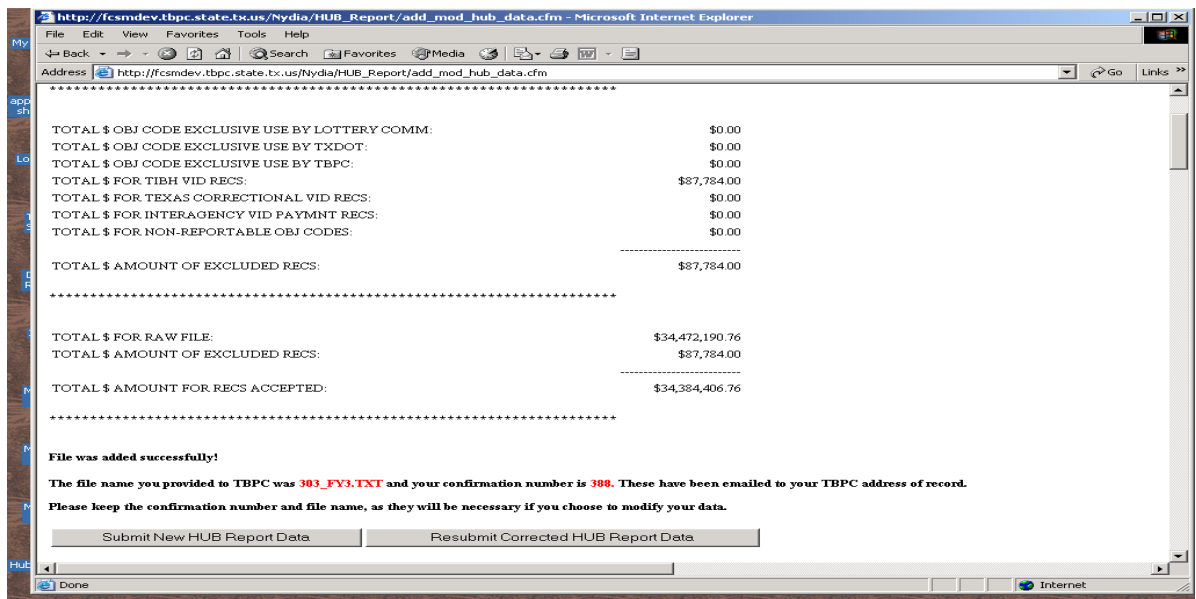 http://fcsmdev.tbpc.state.tx.us/Nydia/HUB_Report/add_mod_hub_data.cfm - Microsoft Internet Explorer
File Edit View Favorites Tools Help
Back Search Favorites Media
Address http://fcsmdev.tbpc.state.tx.us/Nydia/HUB_Report/add_mod_hub_data.cfm Go Links »
***********************************************************************
TOTAL $ OBJ CODE EXCLUSIVE USE BY LOTTERY COMM: $0.00
TOTAL $ OBJ CODE EXCLUSIVE USE BY TXDOT: $0.00
TOTAL $ OBJ CODE EXCLUSIVE USE BY TBPC: $0.00
TOTAL $ FOR TIBH VID RECS: $87,784.00
TOTAL $ FOR TEXAS CORRECTIONAL VID RECS: $0.00
TOTAL $ FOR INTERAGENCY VID PAYMNT RECS: $0.00
TOTAL $ FOR NON-REPORTABLE OBJ CODES: $0.00
-------------------------
TOTAL $ AMOUNT OF EXCLUDED RECS: $87,784.00
***********************************************************************
TOTAL $ FOR RAW FILE: $34,472,190.76
TOTAL $ AMOUNT OF EXCLUDED RECS: $87,784.00
-------------------------
TOTAL $ AMOUNT FOR RECS ACCEPTED: $34,384,406.76
***********************************************************************
File was added successfully!
The file name you provided to TBPC was 303_FY3.TXT and your confirmation number is 388. These have been emailed to your TBPC address of record.
Please keep the confirmation number and file name, as they will be necessary if you choose to modify your data.
Submit New HUB Report Data Resubmit Corrected HUB Report Data
Done Internet
My
app
sh
Lo
Hub